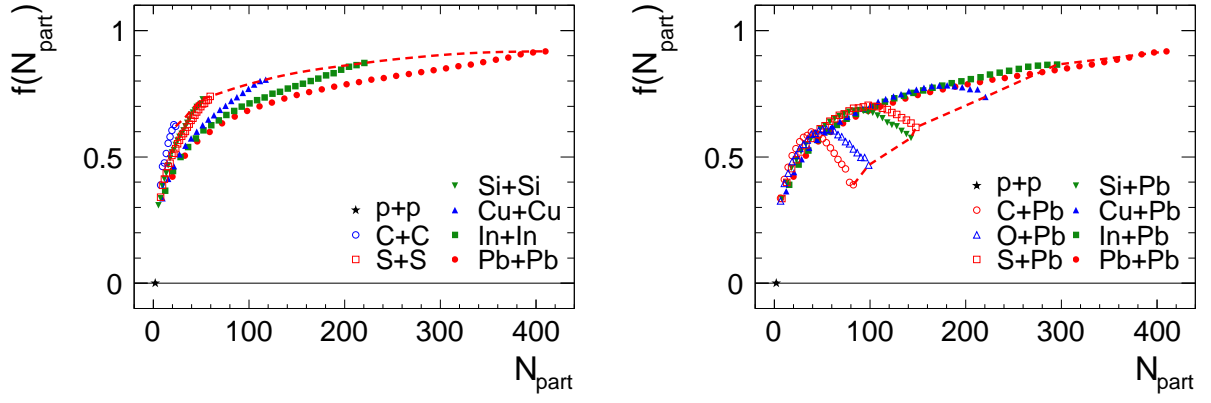 f(N_part)
1
0.5
0
p+p
C+C
S+S
Si+Si
Cu+Cu
In+In
Pb+Pb
0 100 200 300 400
N_part
f(N_part)
1
0.5
0
p+p
C+Pb
O+Pb
S+Pb
Si+Pb
Cu+Pb
In+Pb
Pb+Pb
0 100 200 300 400
N_part